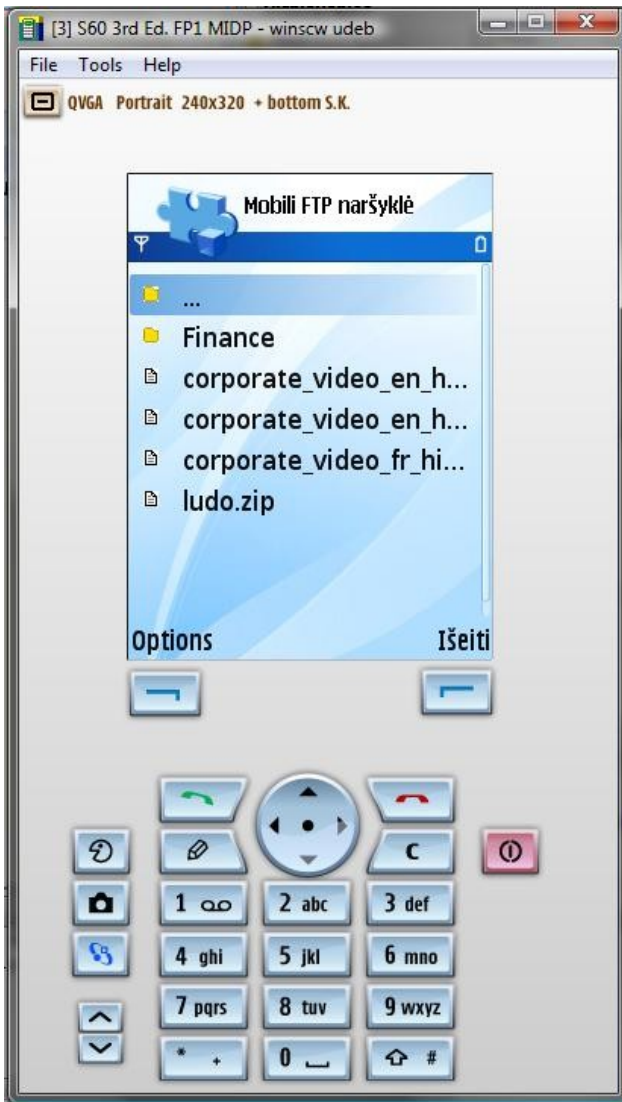 [3] S60 3rd Ed. FP1 MIDP - winscw udeb
File Tools Help
QVGA Portrait 240x320 + bottom S.K.
Mobili FTP naršyklė
...
Finance
corporate_video_en_h...
corporate_video_en_h...
corporate_video_fr_hi...
ludo.zip
Options Išeiti
C
1 2 abc 3 def
4 ghi 5 jkl 6 mno
7 pqrs 8 tuv 9 wxyz
* + 0 #